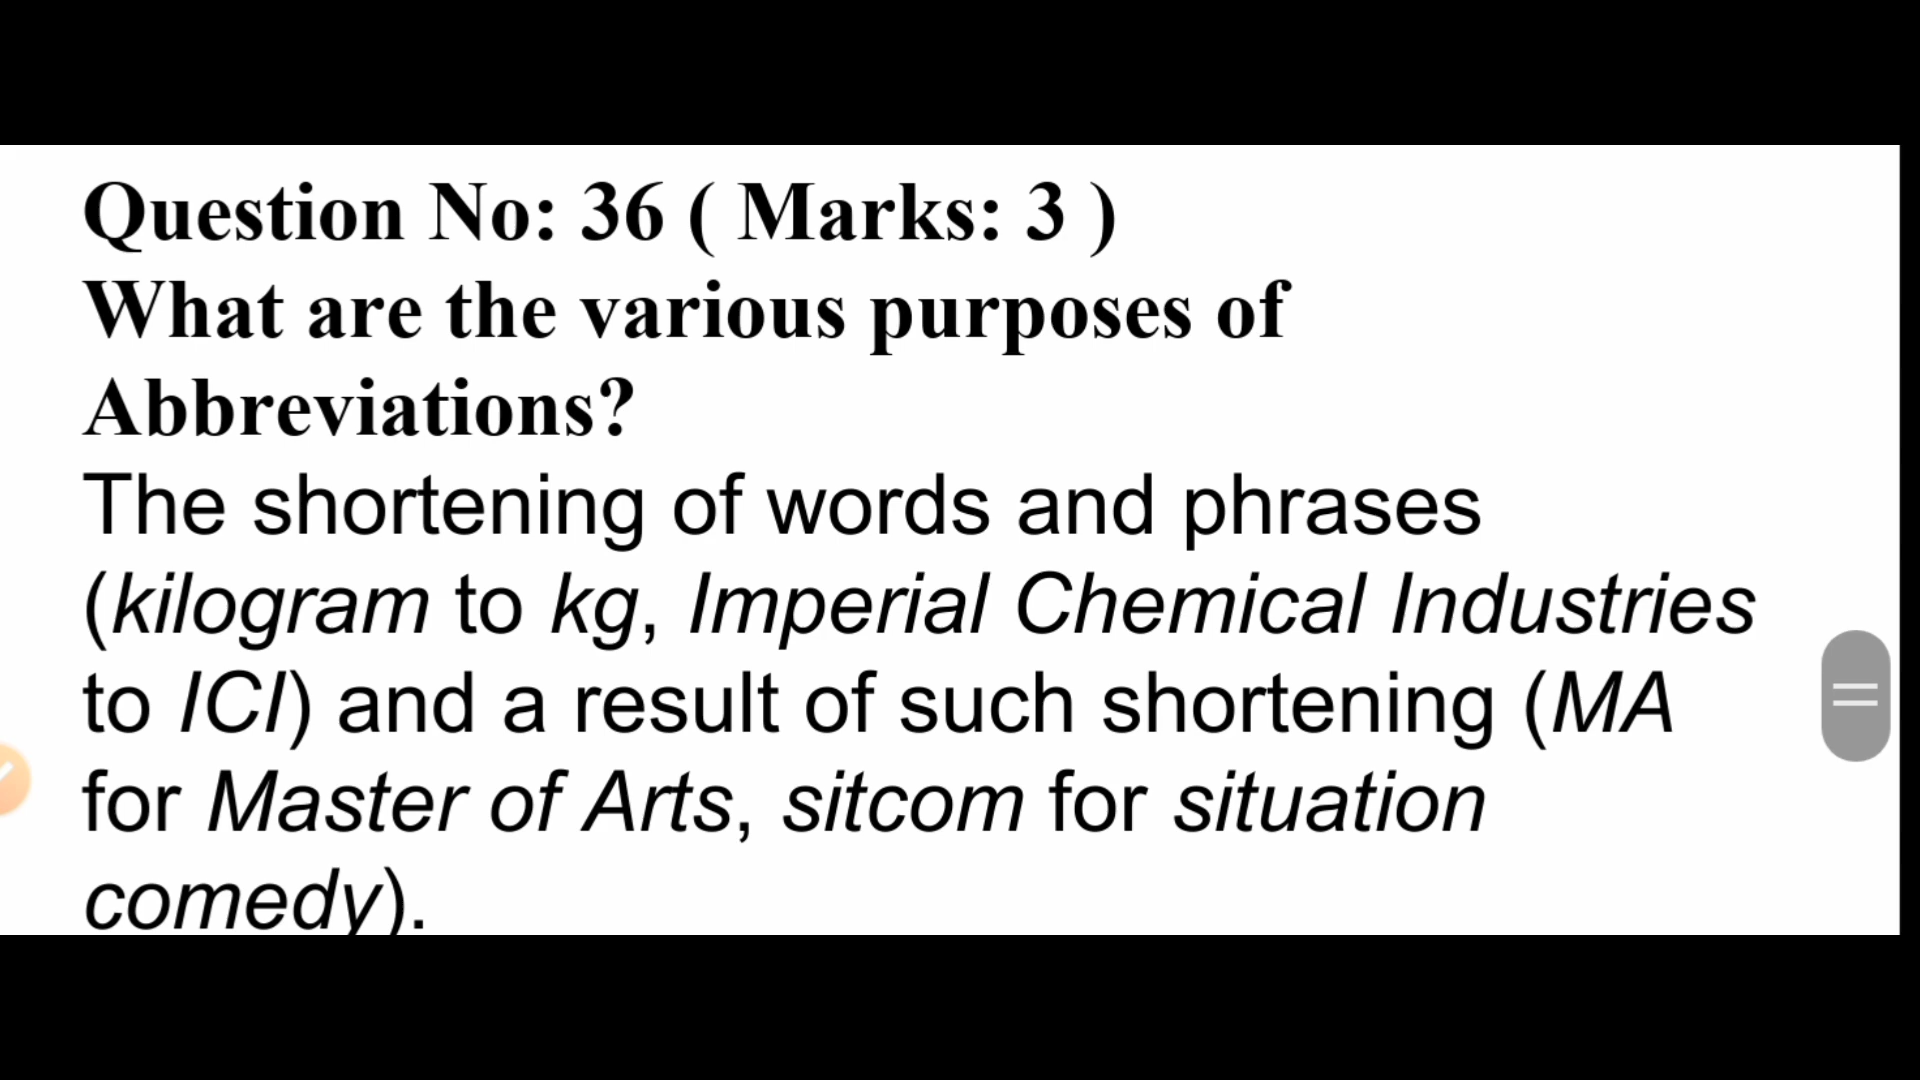 Question No: 36 ( Marks: 3 )
What are the various purposes of
Abbreviations?
The shortening of words and phrases
(kilogram to kg, Imperial Chemical Industries
to ICI) and a result of such shortening (MA
for Master of Arts, sitcom for situation
comedy).